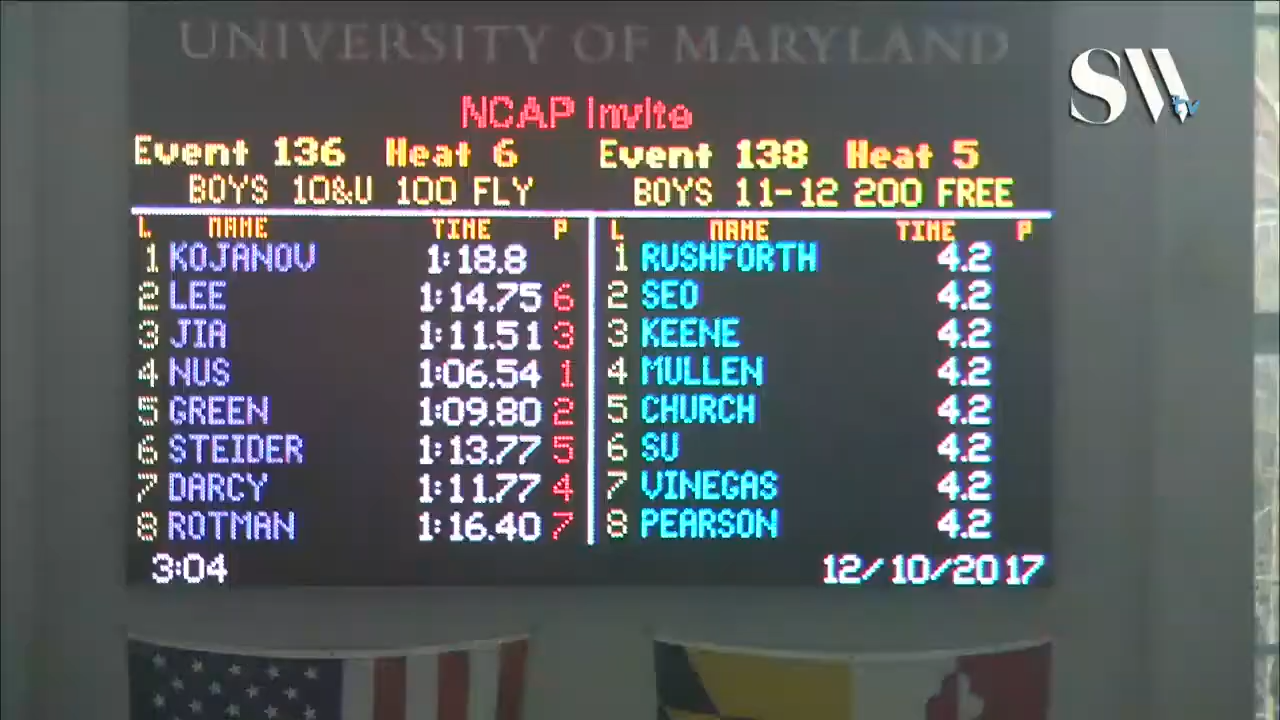 UNIVERSITY OF MARYLAND
SW tv
NCAP Invite
Event 136 Heat 6 Event 138 Heat 5
BOYS 10&U 100 FLY BOYS 11-12 200 FREE
L NAME TIME P L NAME TIME P
1 KOJANOV 1:18.8 1 RUSHFORTH 4.2
2 LEE 1:14.75 6 2 SEO 4.2
3 JIA 1:11.51 3 3 KEENE 4.2
4 NUS 1:06.54 1 4 MULLEN 4.2
5 GREEN 1:09.80 2 5 CHURCH 4.2
6 STEIDER 1:13.77 5 6 SU 4.2
7 DARCY 1:11.77 4 7 VINEGAS 4.2
8 ROTMAN 1:16.40 7 8 PEARSON 4.2
3:04 12/10/2017